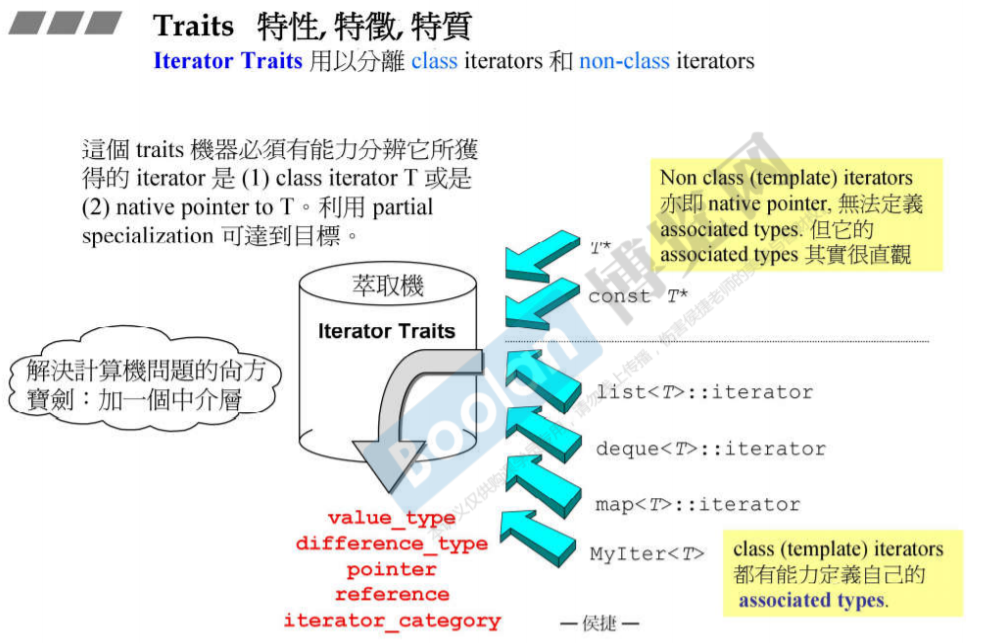 Traits 特性, 特徵, 特質
Iterator Traits 用以分離 class iterators 和 non-class iterators
這個 traits 機器必須有能力分辨它所獲
得的 iterator 是 (1) class iterator T 或是
(2) native pointer to T。利用 partial
specialization 可達到目標。
Non class (template) iterators
亦即 native pointer, 無法定義
associated types. 但它的
associated types 其實很直觀
萃取機
Iterator Traits
解決計算機問題的尚方
寶劍：加一個中介層
T*
const T*
list<T>::iterator
deque<T>::iterator
map<T>::iterator
MyIter<T>
value_type
difference_type
pointer
reference
iterator_category
class (template) iterators
都有能力定義自己的
associated types.
— 侯捷 —
Boolan
博览网